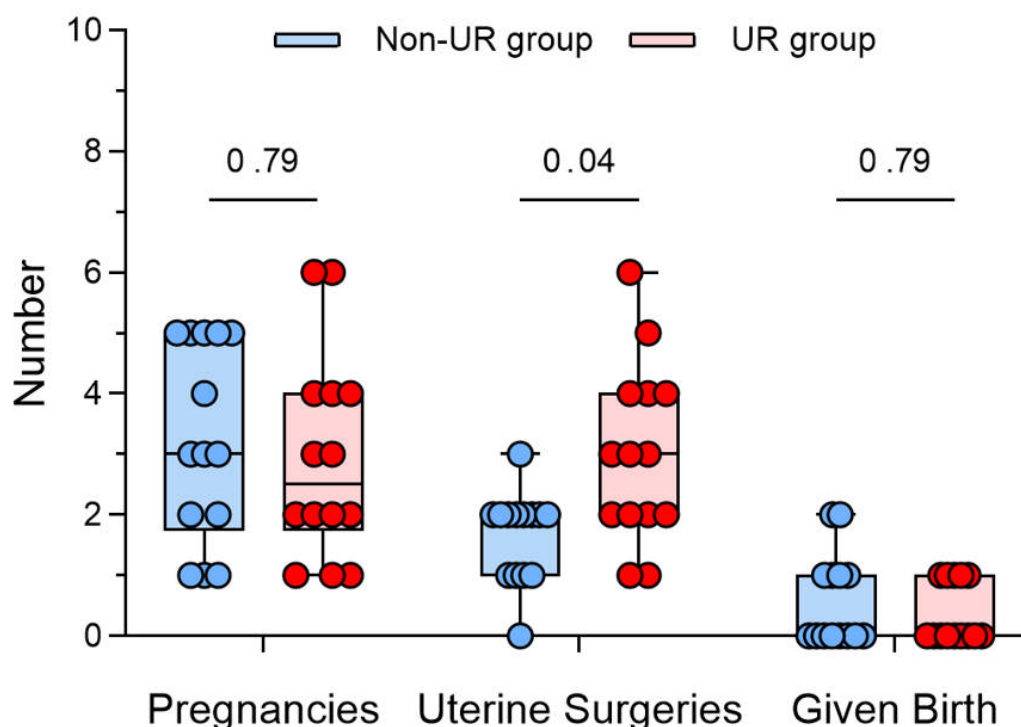 10
Non-UR group UR group
8
0.79 0.04 0.79
6
4
2
0
Number
Pregnancies Uterine Surgeries Given Birth